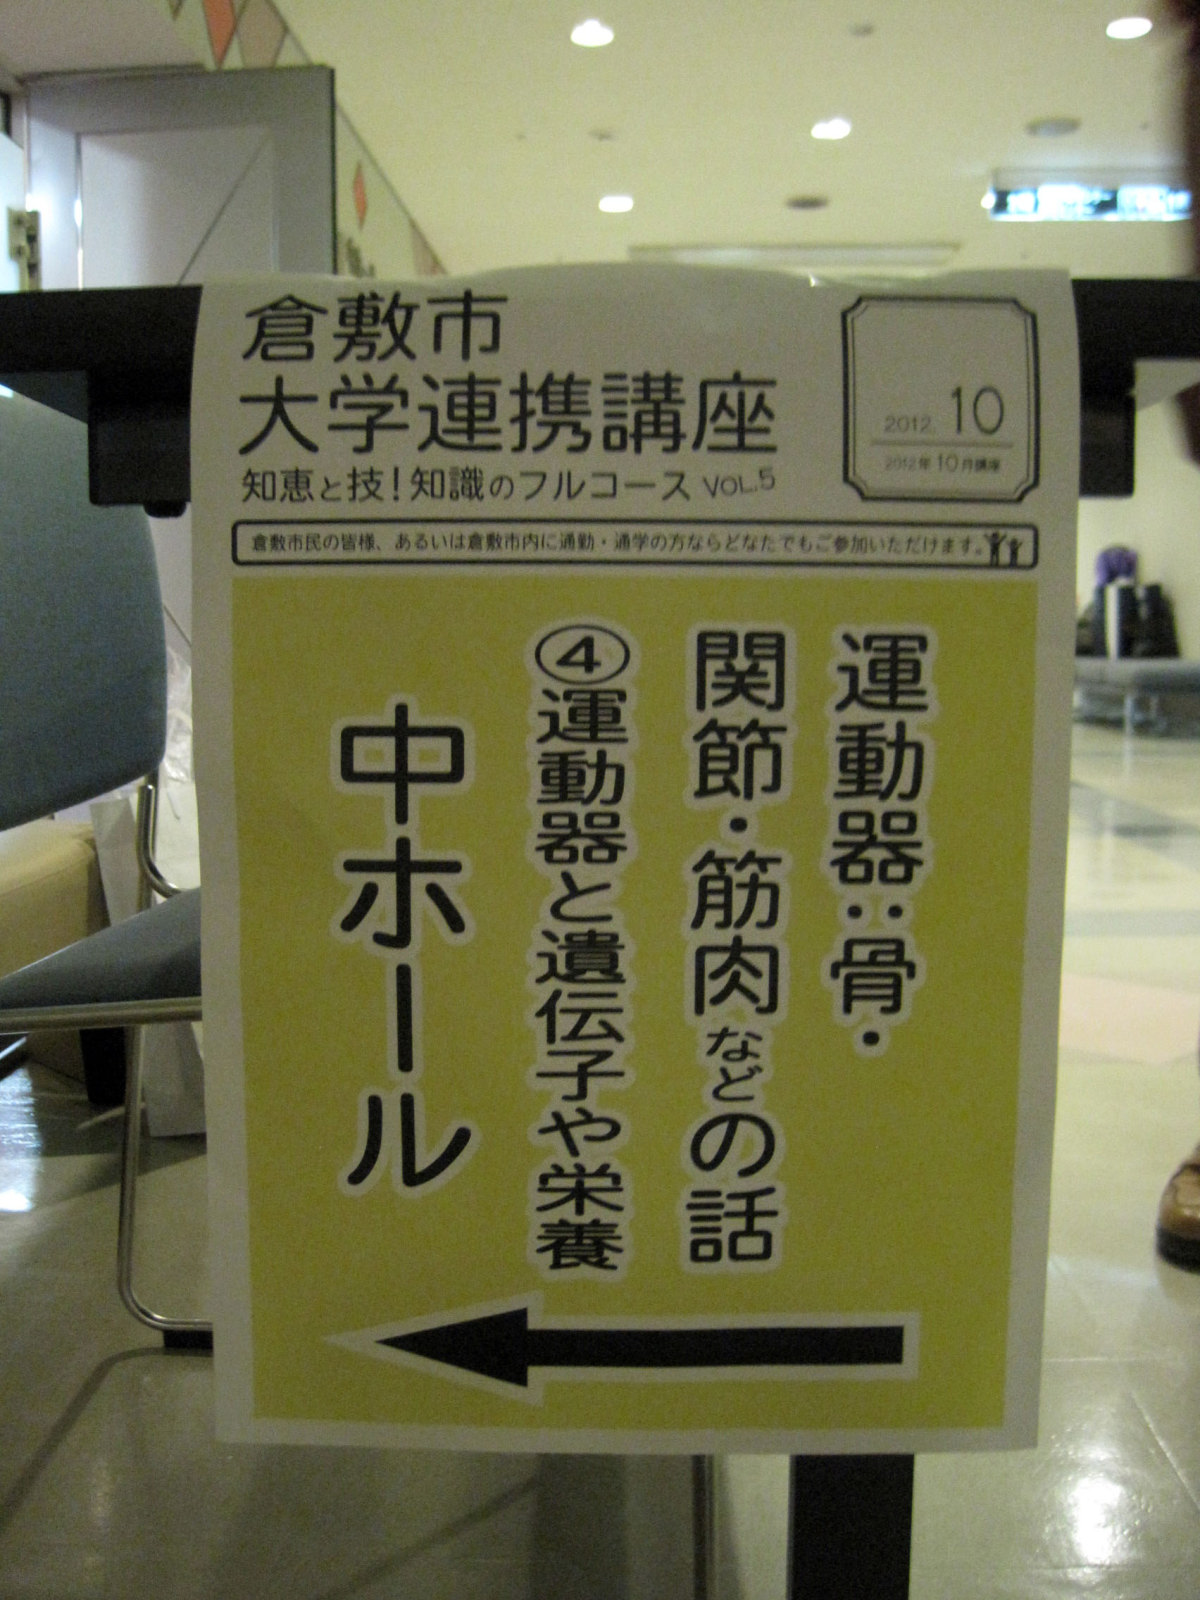 倉敷市
大学連携講座
知恵と技!知識のフルコース VOL.5
2012. 10
2012年10月講座
倉敷市民の皆様、あるいは倉敷市内に通勤・通学の方ならどなたでもご参加いただけます。
運動器:骨・
関節・筋肉などの話
④運動器と遺伝子や栄養
中ホール